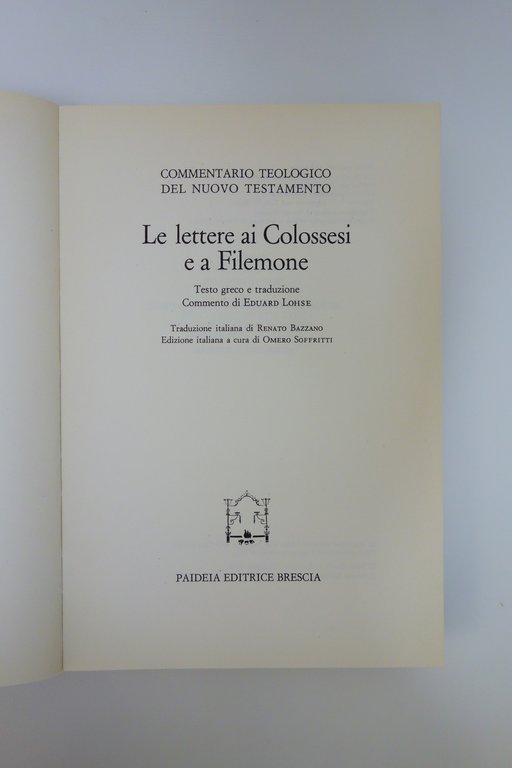 COMMENTARIO TEOLOGICO
DEL NUOVO TESTAMENTO
Le lettere ai Colossesi
e a Filemone
Testo greco e traduzione
Commento di EDUARD LOHSE
Traduzione italiana di RENATO BAZZANO
Edizione italiana a cura di OMERO SOFFRITTI
PAIDEIA EDITRICE BRESCIA